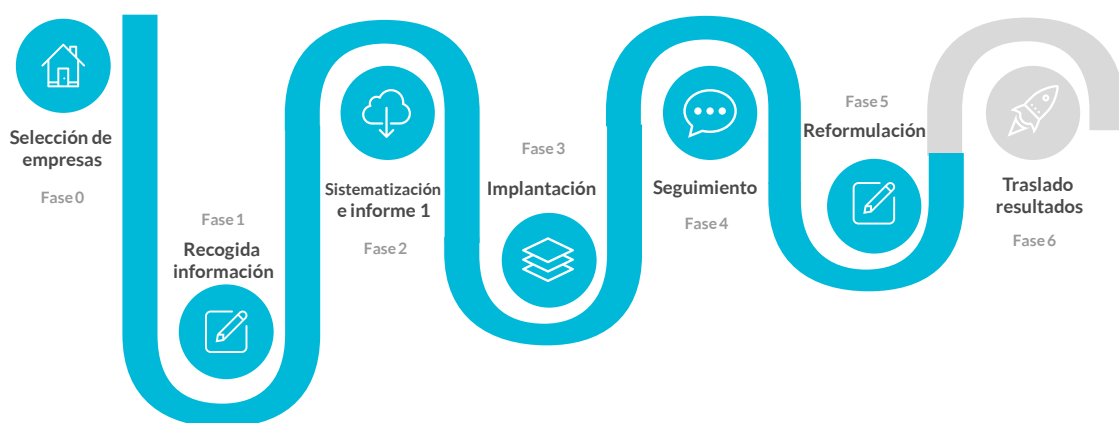 Selección de
empresas
Fase 0
Fase 1
Recogida
información
Sistematización
e informe 1
Fase 2
Fase 3
Implantación
Seguimiento
Fase 4
Fase 5
Reformulación
Traslado
resultados
Fase 6